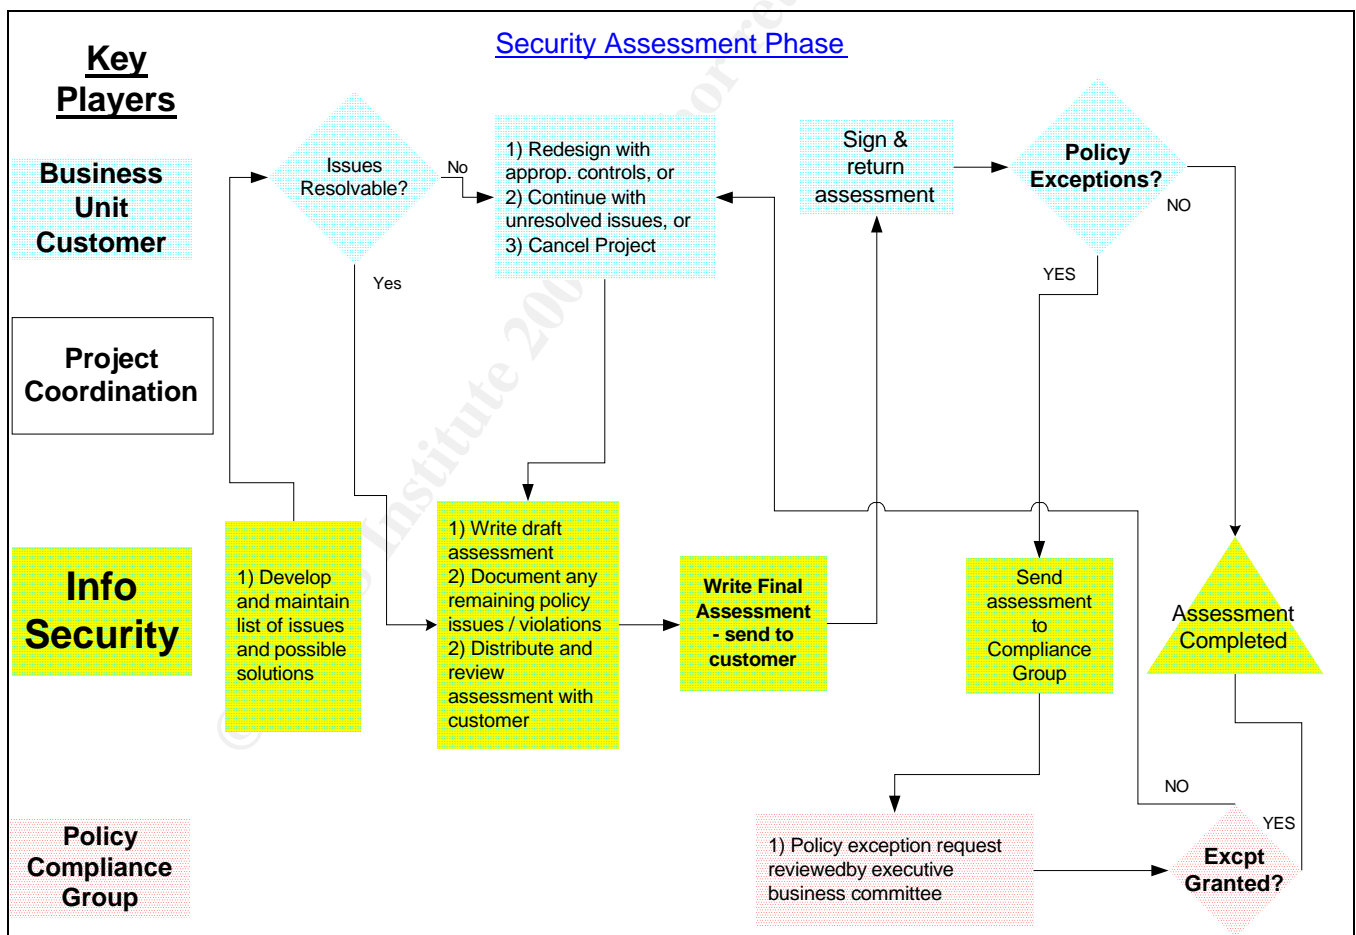 Security Assessment Phase
Key
Players
Business
Unit
Customer
Issues
Resolvable?
No
Yes
1) Redesign with
approp. controls, or
2) Continue with
unresolved issues, or
3) Cancel Project
Sign &
return
assessment
Policy
Exceptions?
NO
YES
Project
Coordination
Info
Security
1) Develop
and maintain
list of issues
and possible
solutions
1) Write draft
assessment
2) Document any
remaining policy
issues / violations
2) Distribute and
review
assessment with
customer
Write Final
Assessment
- send to
customer
Send
assessment
to
Compliance
Group
Assessment
Completed
Policy
Compliance
Group
1) Policy exception request
reviewedby executive
business committee
NO
YES
Excpt
Granted?
© Institute 200